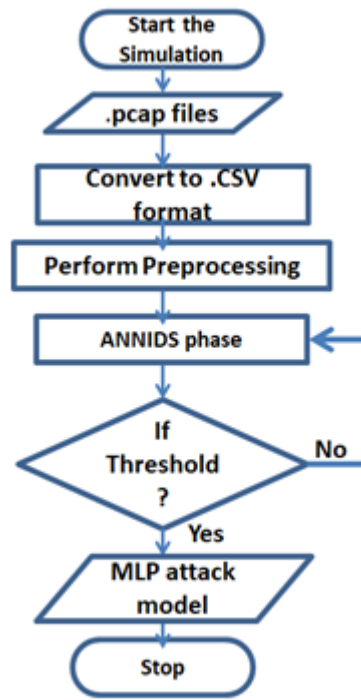 Start the
Simulation
.pcap files
Convert to .CSV
format
Perform Preprocessing
ANNIDS phase
If
Threshold
?
No
Yes
MLP attack
model
Stop